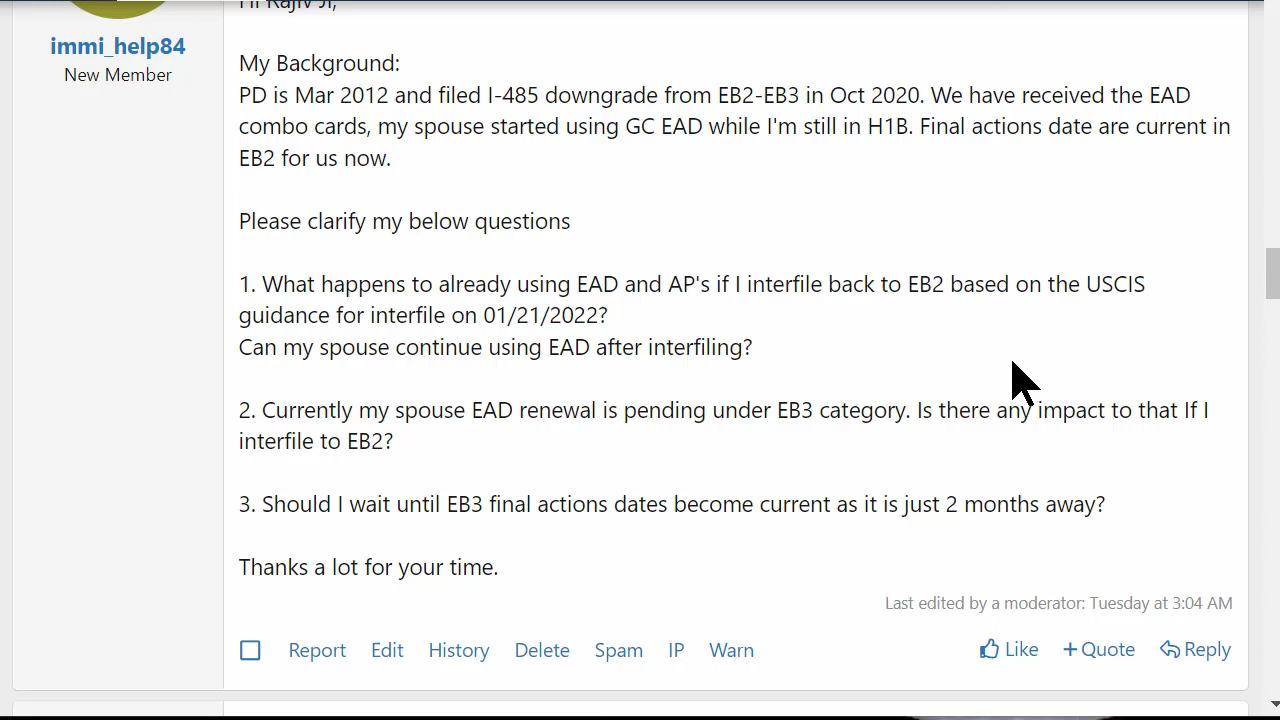 Hi Rajiv Ji,
immi_help84
New Member
My Background:
PD is Mar 2012 and filed I-485 downgrade from EB2-EB3 in Oct 2020. We have received the EAD
combo cards, my spouse started using GC EAD while I'm still in H1B. Final actions date are current in
EB2 for us now.
Please clarify my below questions
1. What happens to already using EAD and AP's if I interfile back to EB2 based on the USCIS
guidance for interfile on 01/21/2022?
Can my spouse continue using EAD after interfiling?
2. Currently my spouse EAD renewal is pending under EB3 category. Is there any impact to that If I
interfile to EB2?
3. Should I wait until EB3 final actions dates become current as it is just 2 months away?
Thanks a lot for your time.
Last edited by a moderator: Tuesday at 3:04 AM
Report Edit History Delete Spam IP Warn Like +Quote Reply